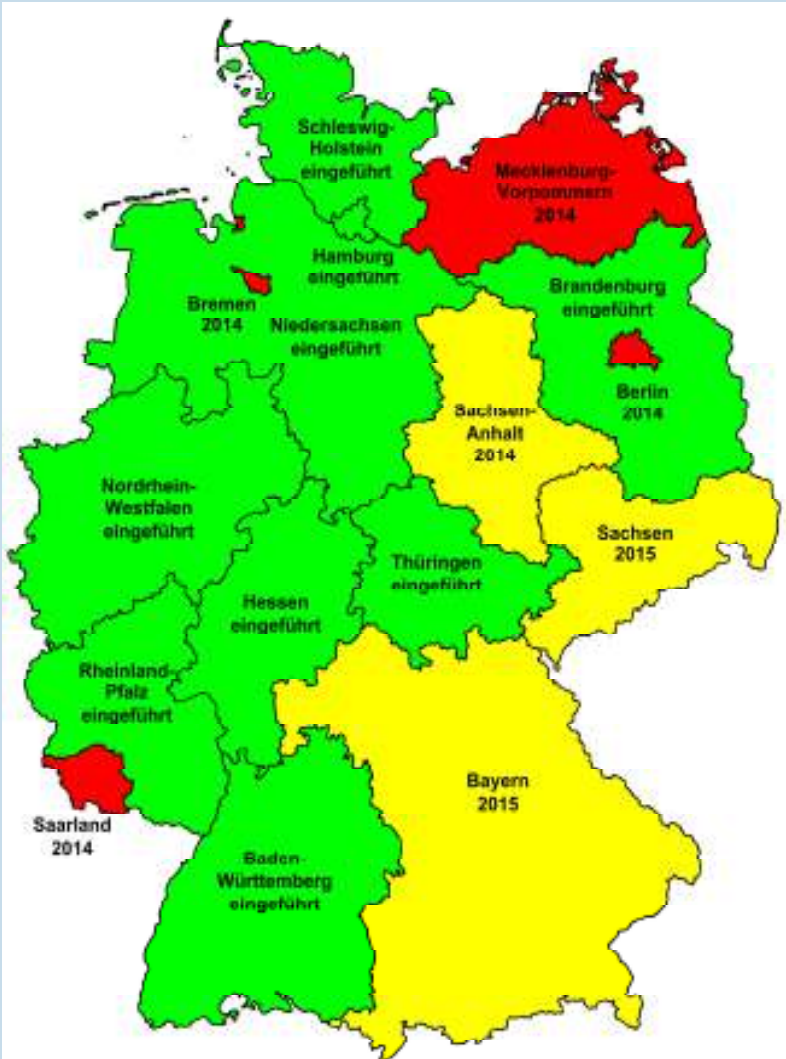 Schleswig-
Holstein
eingeführt
Mecklenburg-
Vorpommern
2014
Hamburg
eingeführt
Brandenburg
eingeführt
Bremen
2014
Niedersachsen
eingeführt
Berlin
2014
Sachsen-
Anhalt
2014
Nordrhein-
Westfalen
eingeführt
Sachsen
2015
Thüringen
eingeführt
Hessen
eingeführt
Rheinland-
Pfalz
eingeführt
Bayern
2015
Saarland
2014
Baden-
Württemberg
eingeführt